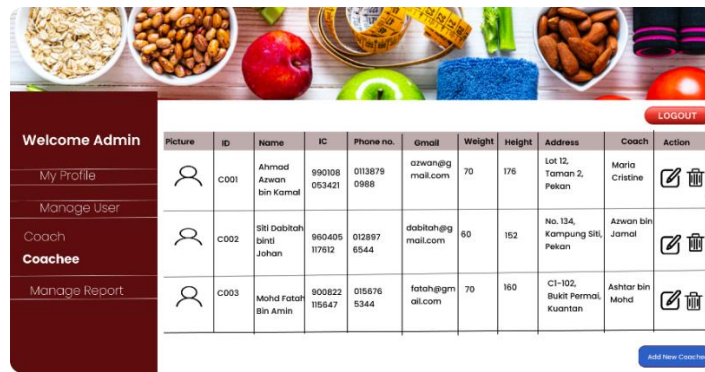 LOGOUT
Welcome Admin
My Profile
Manage User
Coach
Coachee
Manage Report
Picture ID Name IC Phone no. Gmail Weight Height Address Coach Action
C001 Ahmad Azwan bin Kamal 990108 053421 0113879 0988 azwan@g mail.com 70 176 Lot 12, Taman 2, Pekan Maria Cristine
C002 Siti Dabitah binti Johan 960405 117612 012897 6544 dabitah@g mail.com 60 152 No. 134, Kampung Siti, Pekan Azwan bin Jamal
C003 Mohd Fatah Bin Amin 900822 115647 015676 5344 fatah@gm ail.com 70 160 C1-102, Bukit Permai, Kuantan Ashtar bin Mohd
Add New Coachee